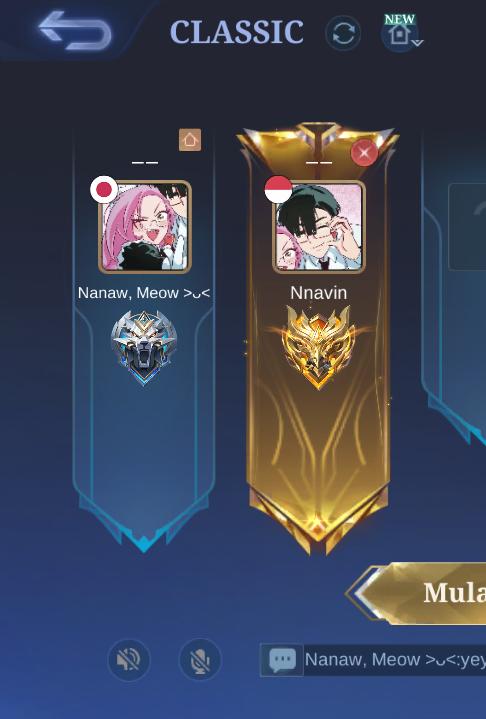 CLASSIC
NEW
Nanaw, Meow >ᴗ<
Nnavin
Mula
Nanaw, Meow >ᴗ<:yey